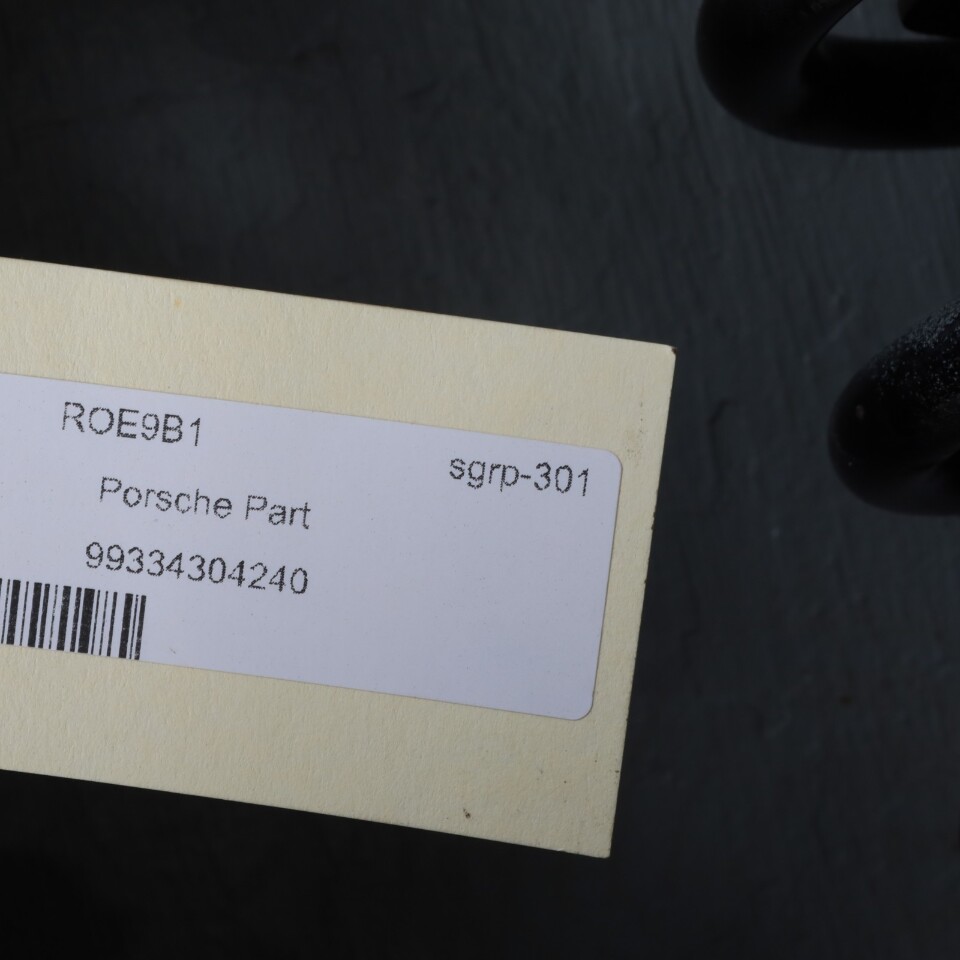 ROE9B1
sgrp-301
Porsche Part
99334304240